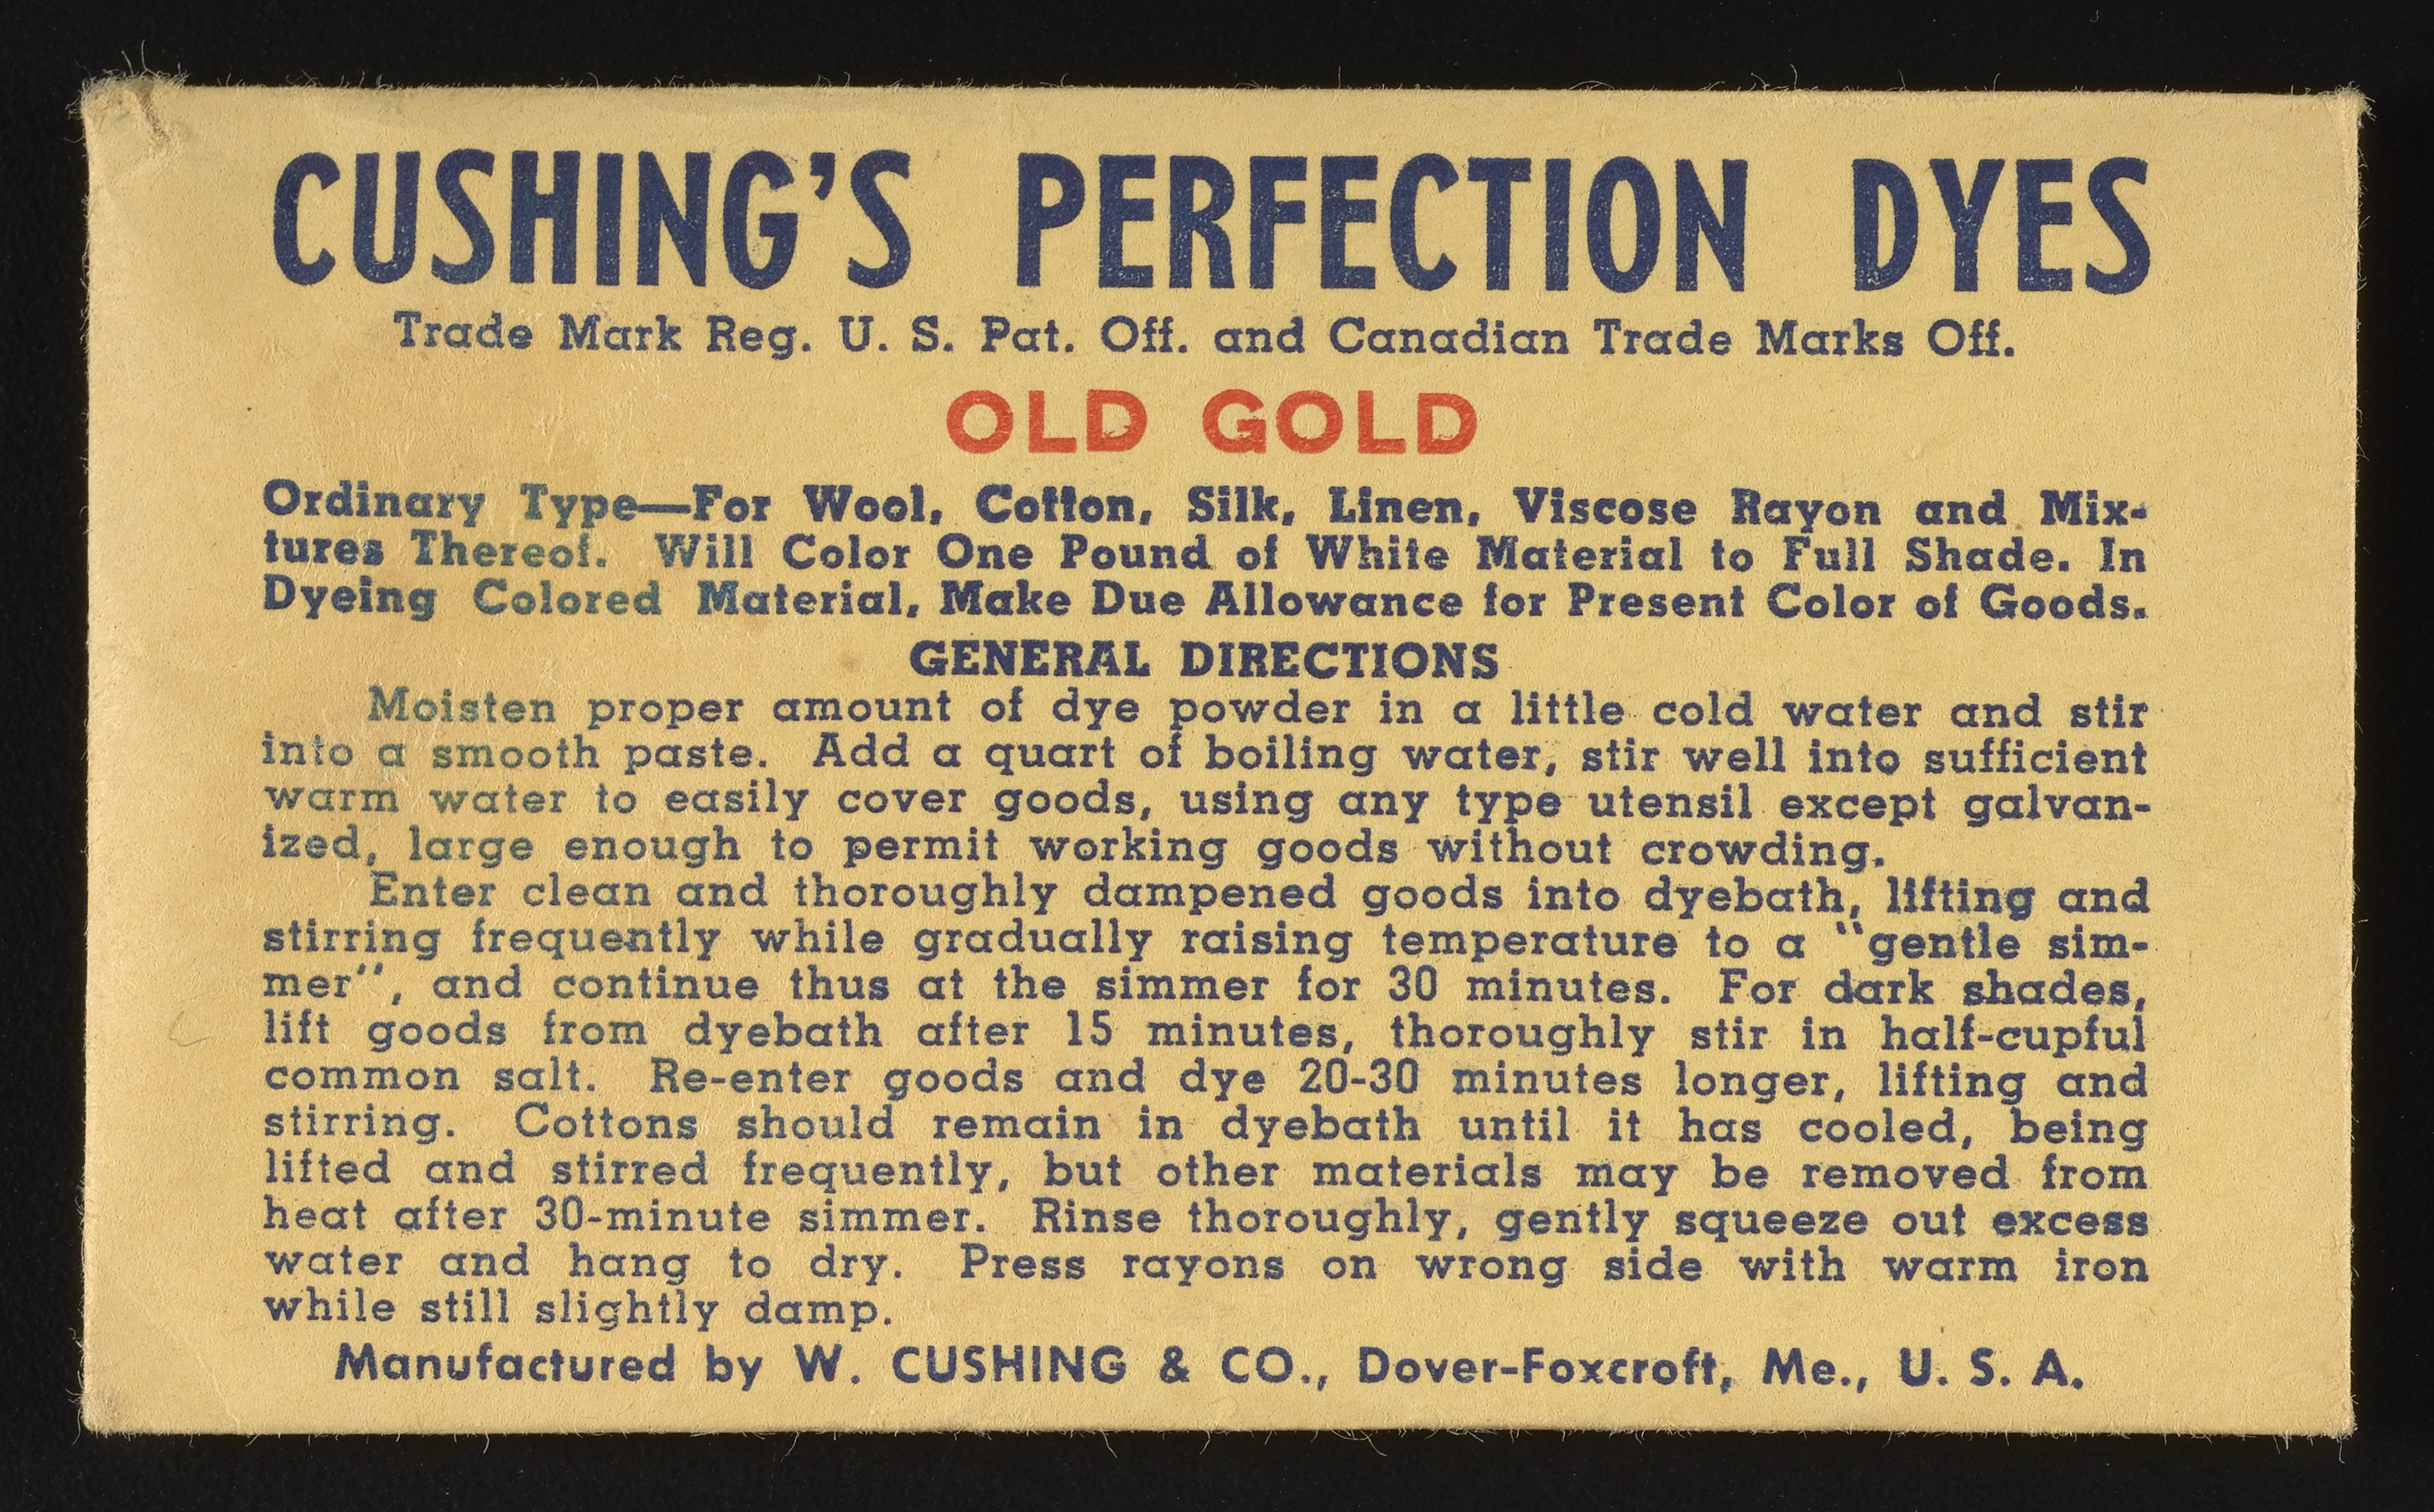 CUSHING'S PERFECTION DYES
Trade Mark Reg. U. S. Pat. Off. and Canadian Trade Marks Off.
OLD GOLD
Ordinary Type—For Wool, Cotton, Silk, Linen, Viscose Rayon and Mix-
tures Thereof. Will Color One Pound of White Material to Full Shade. In
Dyeing Colored Material, Make Due Allowance for Present Color of Goods.
GENERAL DIRECTIONS
Moisten proper amount of dye powder in a little cold water and stir
into a smooth paste. Add a quart of boiling water, stir well into sufficient
warm water to easily cover goods, using any type utensil except galvan-
ized, large enough to permit working goods without crowding.
Enter clean and thoroughly dampened goods into dyebath, lifting and
stirring frequently while gradually raising temperature to a "gentle sim-
mer", and continue thus at the simmer for 30 minutes. For dark shades,
lift goods from dyebath after 15 minutes, thoroughly stir in half-cupful
common salt. Re-enter goods and dye 20-30 minutes longer, lifting and
stirring. Cottons should remain in dyebath until it has cooled, being
lifted and stirred frequently, but other materials may be removed from
heat after 30-minute simmer. Rinse thoroughly, gently squeeze out excess
water and hang to dry. Press rayons on wrong side with warm iron
while still slightly damp.
Manufactured by W. CUSHING & CO., Dover-Foxcroft, Me., U. S. A.